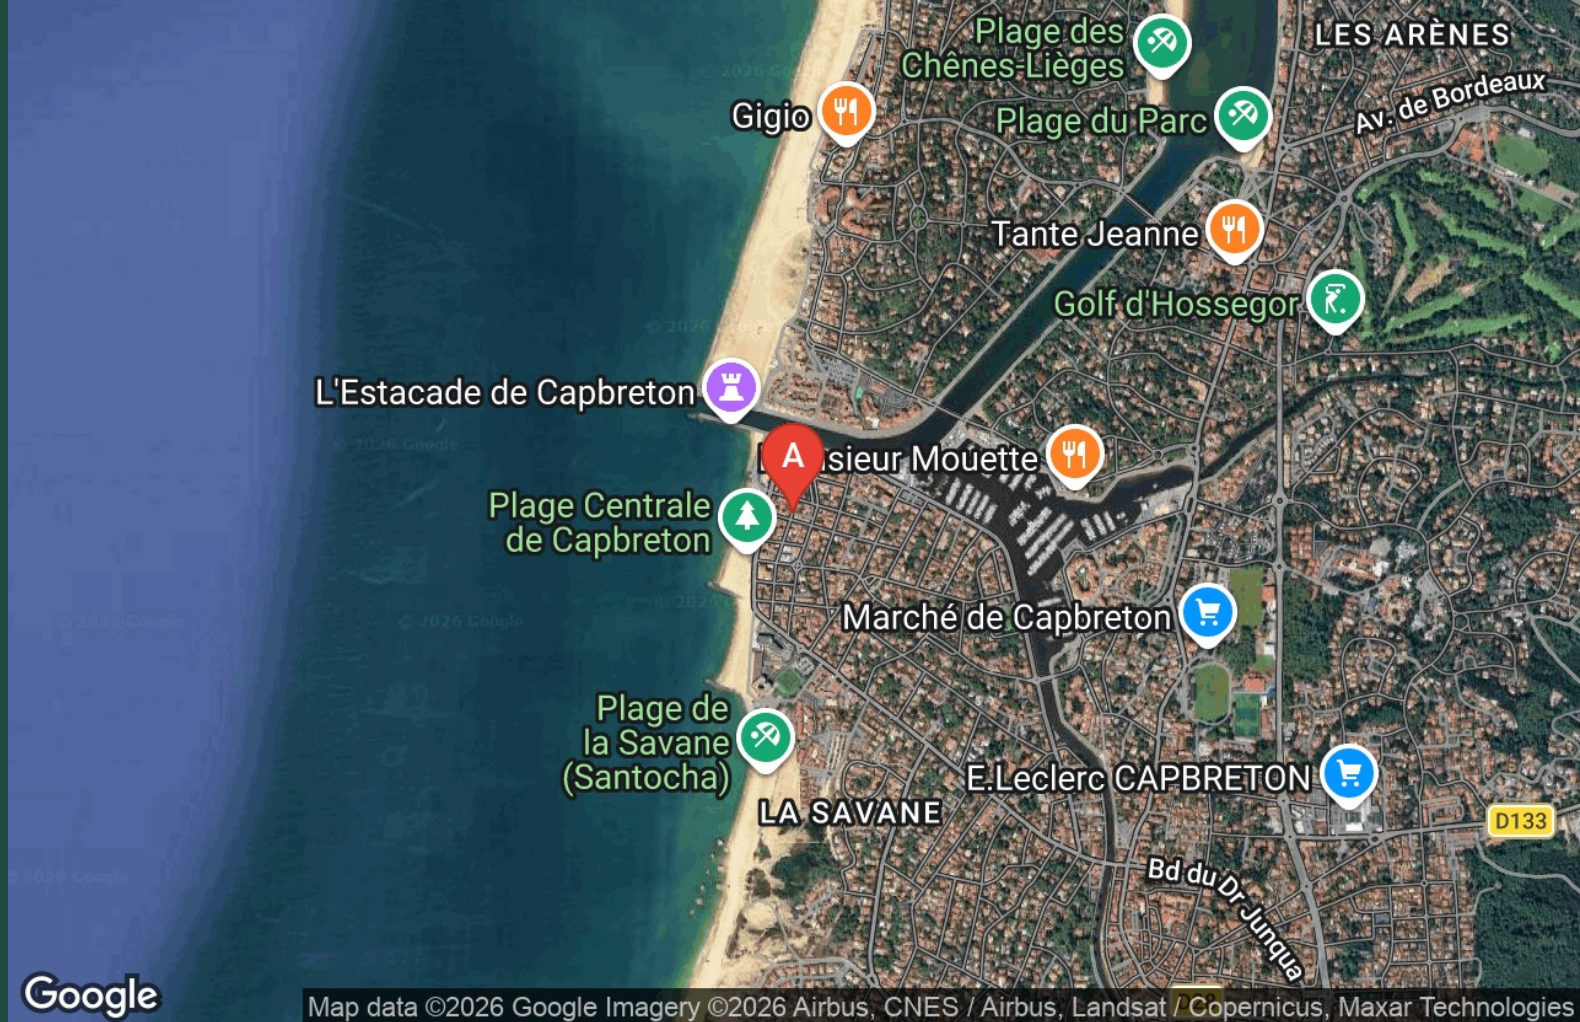 Plage des
Chênes-Lièges
LES ARÈNES
Av. de Bordeaux
Gigio
Plage du Parc
Tante Jeanne
Golf d'Hossegor
L'Estacade de Capbreton
A
sieur Mouette
Plage Centrale
de Capbreton
Marché de Capbreton
Plage de
la Savane
(Santocha)
E.Leclerc CAPBRETON
LA SAVANE
D133
Bd du Dr Junqua
Google
Map data ©2026 Google Imagery ©2026 Airbus, CNES / Airbus, Landsat / Copernicus, Maxar Technologies